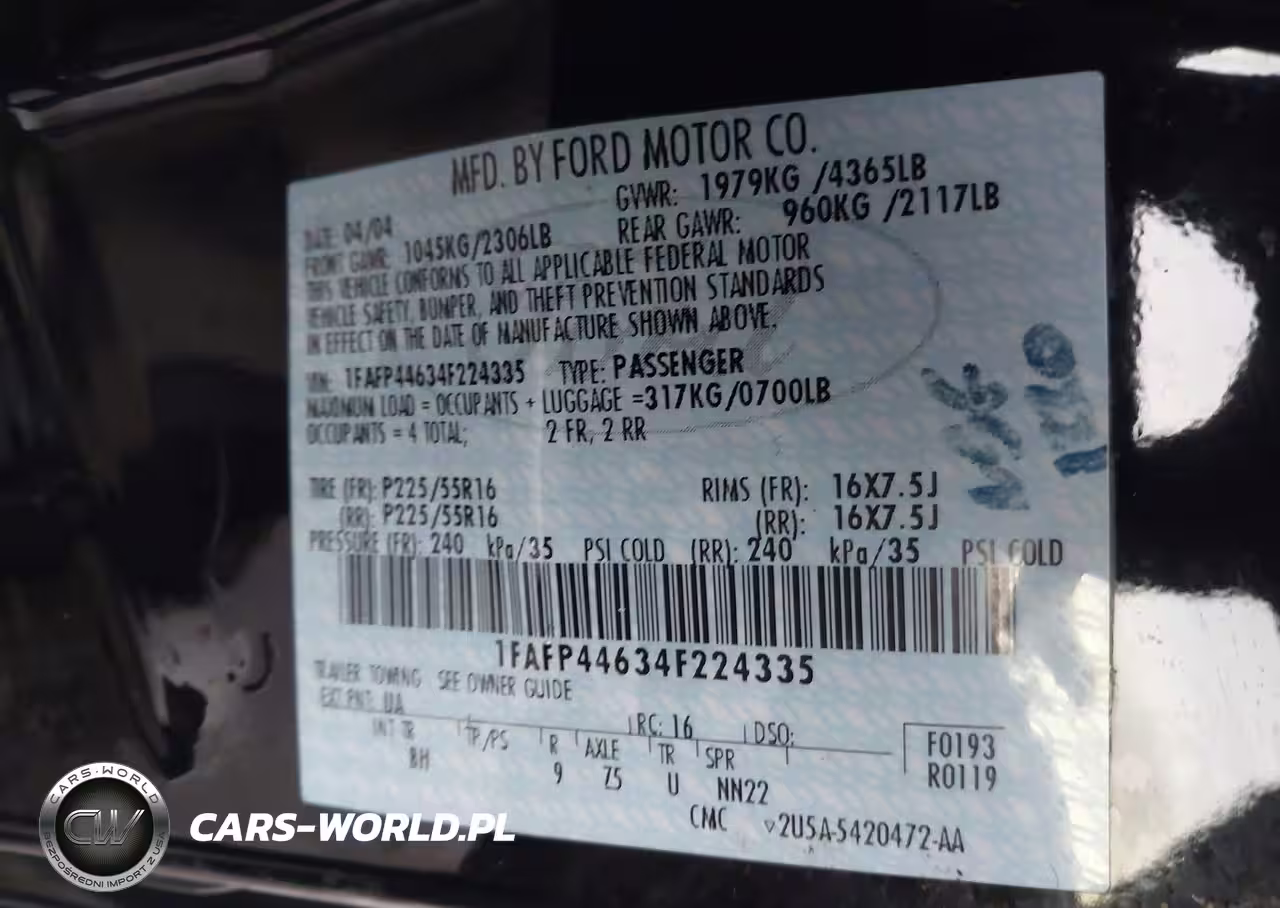 MFD. BY FORD MOTOR CO.
DATE: 04/04 GVWR: 1979KG /4365LB
FRONT GAWR: 1045KG/2306LB REAR GAWR: 960KG /2117LB
THIS VEHICLE CONFORMS TO ALL APPLICABLE FEDERAL MOTOR
VEHICLE SAFETY, BUMPER, AND THEFT PREVENTION STANDARDS
IN EFFECT ON THE DATE OF MANUFACTURE SHOWN ABOVE.
VIN: 1FAFP44634F224335 TYPE: PASSENGER
MAXIMUM LOAD = OCCUPANTS + LUGGAGE =317KG/0700LB
OCCUPANTS = 4 TOTAL; 2 FR, 2 RR
TIRE (FR): P225/55R16 RIMS (FR): 16X7.5J
(RR): P225/55R16 (RR): 16X7.5J
PRESSURE (FR): 240 kPa/35 PSI COLD (RR): 240 kPa/35 PSI COLD
1FAFP44634F224335
TRAILER TOWING SEE OWNER GUIDE
EXT PNT: UA RC: 16 DSO:
INT TR TP/PS R AXLE TR SPR
BH 9 Z5 U NN22
F0193
R0119
CMC ▽2U5A-5420472-AA
CARS-WORLD
CW
BEZPOŚREDNI IMPORT Z USA
CARS-WORLD.PL